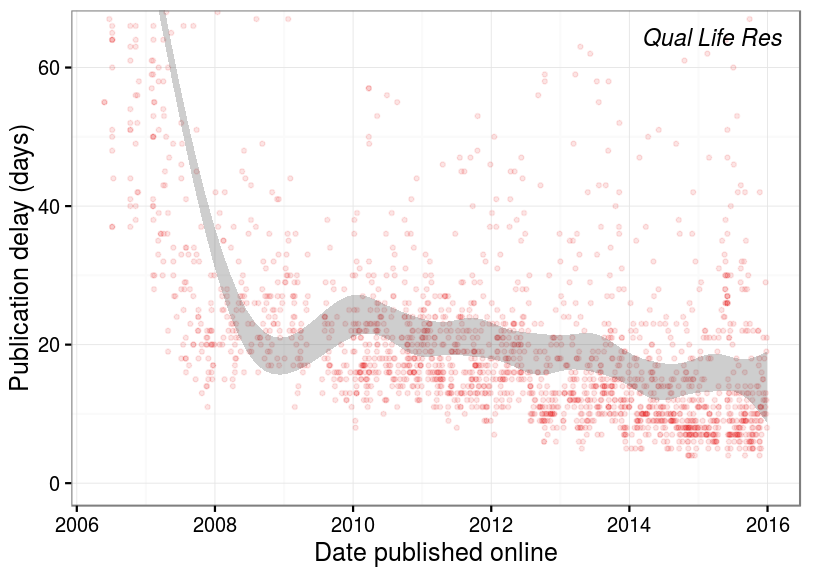 Qual Life Res
Publication delay (days)
60
40
20
0
2006 2008 2010 2012 2014 2016
Date published online